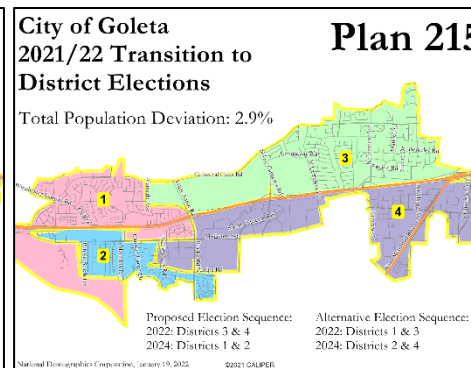 City of Goleta
2021/22 Transition to
District Elections
Plan 215
Total Population Deviation: 2.9%
3
1
4
2
Proposed Election Sequence:
2022: Districts 3 & 4
2024: Districts 1 & 2
Alternative Election Sequence:
2022: Districts 1 & 3
2024: Districts 2 & 4
National Demographics Corporation, January 19, 2022
©2021 CALIPER